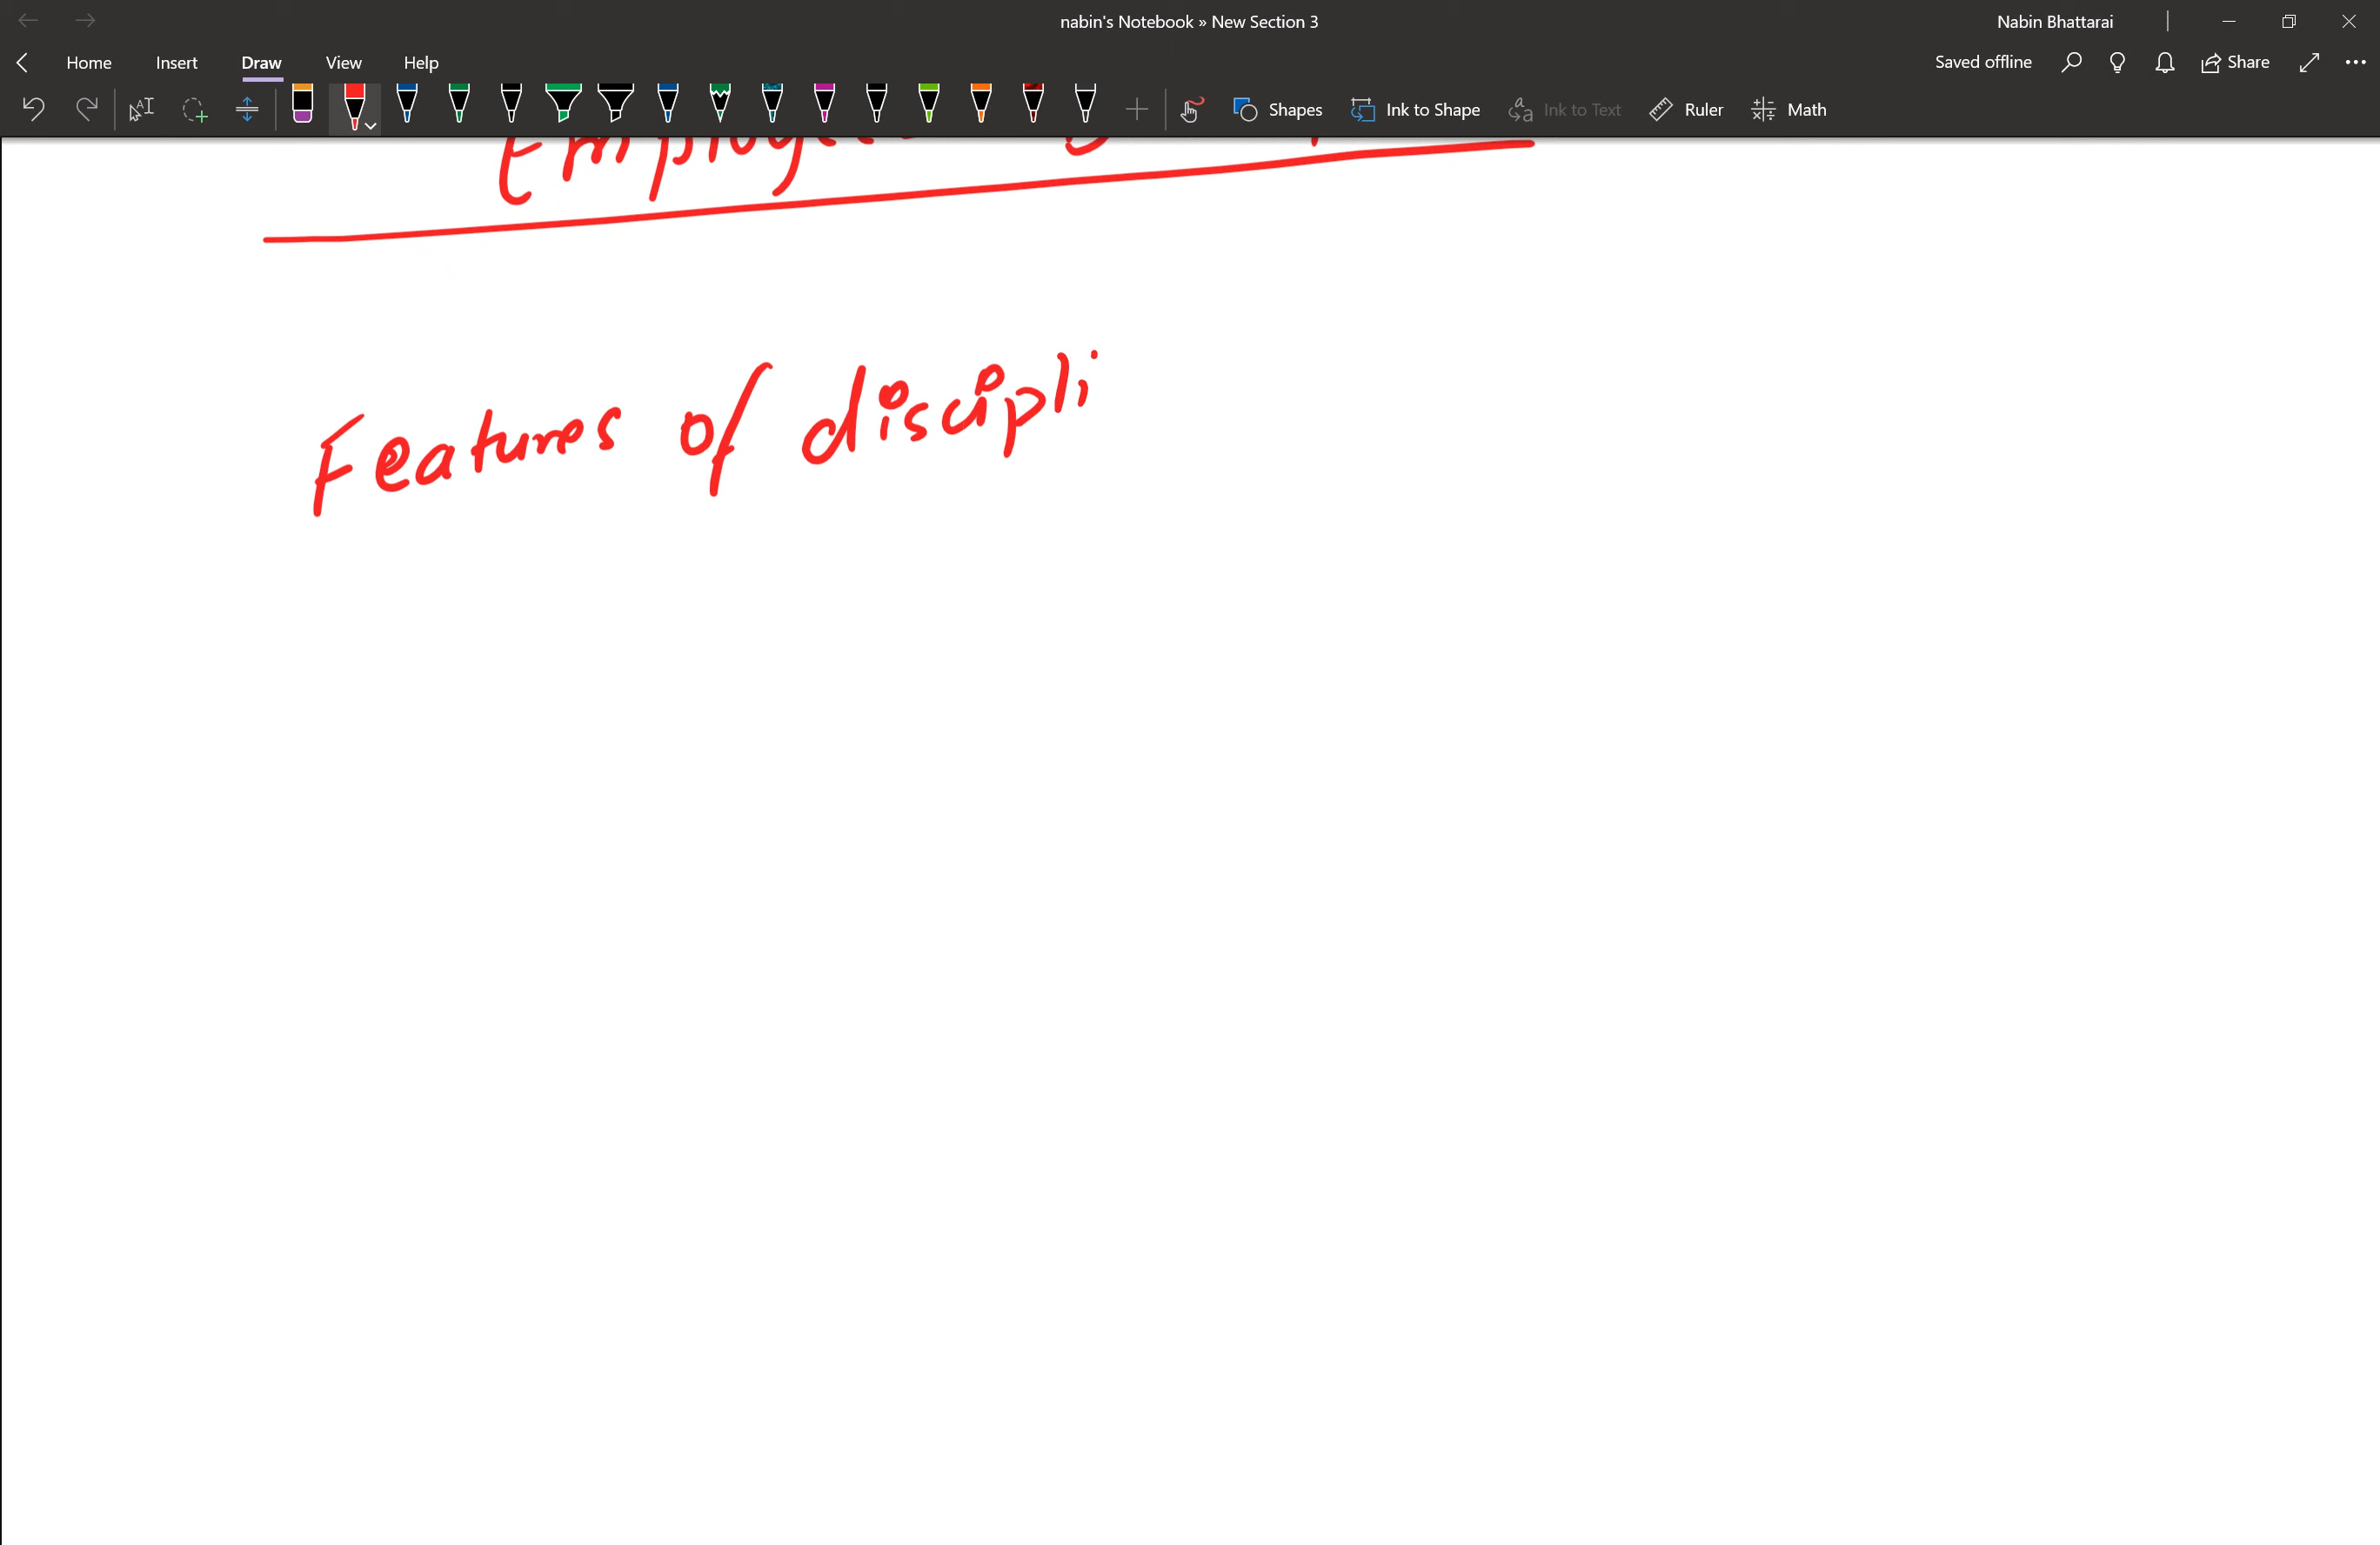 nabin's Notebook » New Section 3
Nabin Bhattarai
Home Insert Draw View Help
Saved offline
Share
Shapes
Ink to Shape
Ink to Text
Ruler
Math
Features of discipli